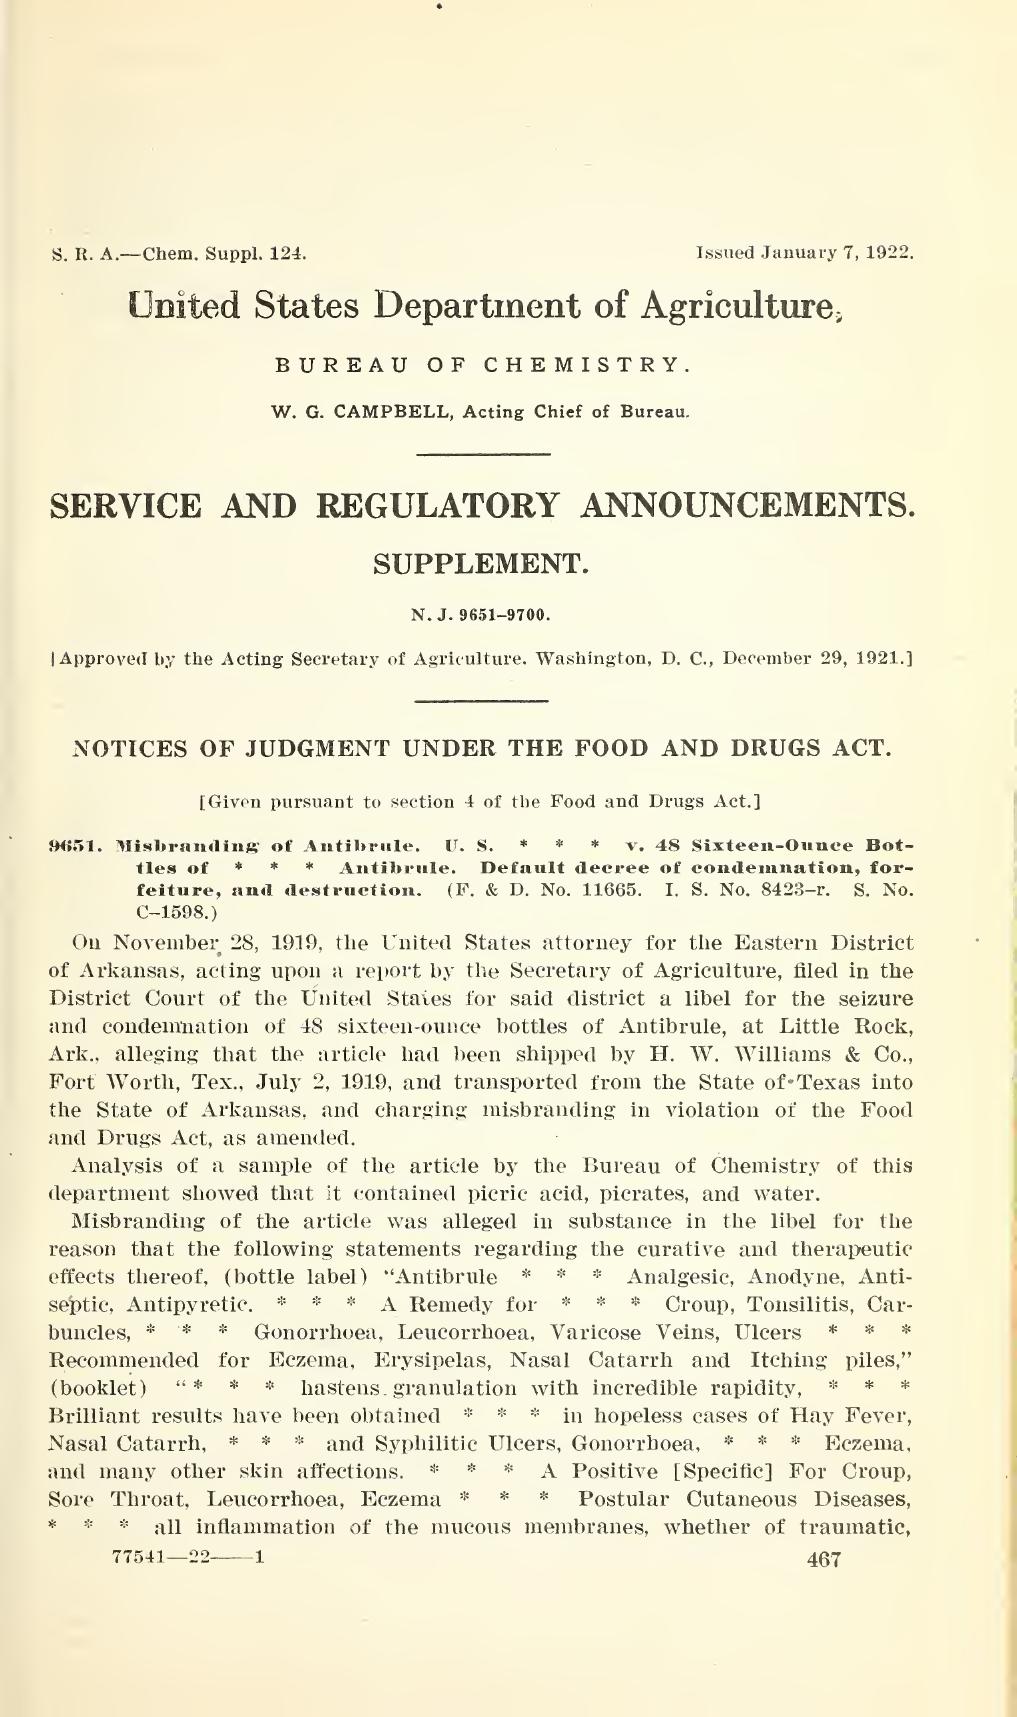 S. R. A.—Chem. Suppl. 124. Issued January 7, 1922.
United States Department of Agriculture,
BUREAU OF CHEMISTRY.
W. G. CAMPBELL, Acting Chief of Bureau.
SERVICE AND REGULATORY ANNOUNCEMENTS.
SUPPLEMENT.
N. J. 9651–9700.
[Approved by the Acting Secretary of Agriculture. Washington, D. C., December 29, 1921.]
NOTICES OF JUDGMENT UNDER THE FOOD AND DRUGS ACT.
[Given pursuant to section 4 of the Food and Drugs Act.]
9651. Misbranding of Antibrule. U. S. * * * v. 48 Sixteen-Ounce Bot-
tles of * * * Antibrule. Default decree of condemnation, for-
feiture, and destruction. (F. & D. No. 11665. I. S. No. 8423–r. S. No.
C–1598.)
On November 28, 1919, the United States attorney for the Eastern District
of Arkansas, acting upon a report by the Secretary of Agriculture, filed in the
District Court of the United States for said district a libel for the seizure
and condemnation of 48 sixteen-ounce bottles of Antibrule, at Little Rock,
Ark., alleging that the article had been shipped by H. W. Williams & Co.,
Fort Worth, Tex., July 2, 1919, and transported from the State of Texas into
the State of Arkansas, and charging misbranding in violation of the Food
and Drugs Act, as amended.
Analysis of a sample of the article by the Bureau of Chemistry of this
department showed that it contained picric acid, picrates, and water.
Misbranding of the article was alleged in substance in the libel for the
reason that the following statements regarding the curative and therapeutic
effects thereof, (bottle label) "Antibrule * * * Analgesic, Anodyne, Anti-
septic, Antipyretic. * * * A Remedy for * * * Croup, Tonsilitis, Car-
buncles, * * * Gonorrhoea, Leucorrhoea, Varicose Veins, Ulcers * * *
Recommended for Eczema, Erysipelas, Nasal Catarrh and Itching piles,"
(booklet) "* * * hastens granulation with incredible rapidity, * * *
Brilliant results have been obtained * * * in hopeless cases of Hay Fever,
Nasal Catarrh, * * * and Syphilitic Ulcers, Gonorrhoea, * * * Eczema,
and many other skin affections. * * * A Positive [Specific] For Croup,
Sore Throat, Leucorrhoea, Eczema * * * Postular Cutaneous Diseases,
* * * all inflammation of the mucous membranes, whether of traumatic,
77541—22——1 467